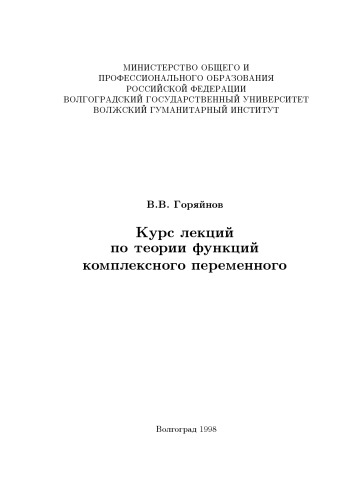 МИНИСТЕРСТВО ОБЩЕГО И
ПРОФЕССИОНАЛЬНОГО ОБРАЗОВАНИЯ
РОССИЙСКОЙ ФЕДЕРАЦИИ
ВОЛГОГРАДСКИЙ ГОСУДАРСТВЕННЫЙ УНИВЕРСИТЕТ
ВОЛЖСКИЙ ГУМАНИТАРНЫЙ ИНСТИТУТ
В.В. Горяйнов
Курс лекций
по теории функций
комплексного переменного
Волгоград 1998